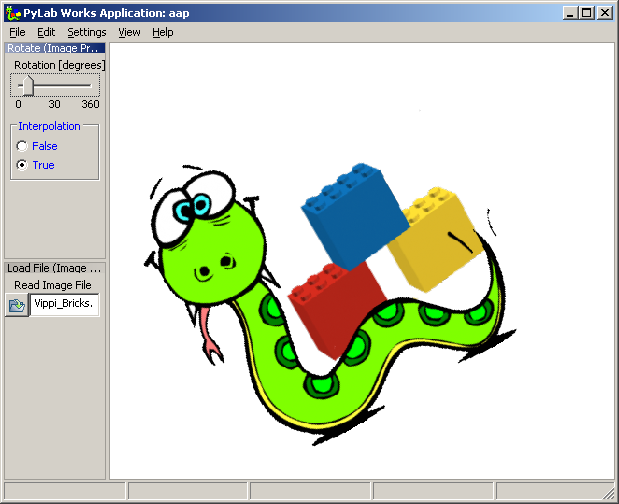 PyLab Works Application: aap
File Edit Settings View Help
Rotate (Image Pr...
Rotation [degrees]
0 30 360
Interpolation
False
True
Load File (Image ...
Read Image File
Vippi_Bricks.